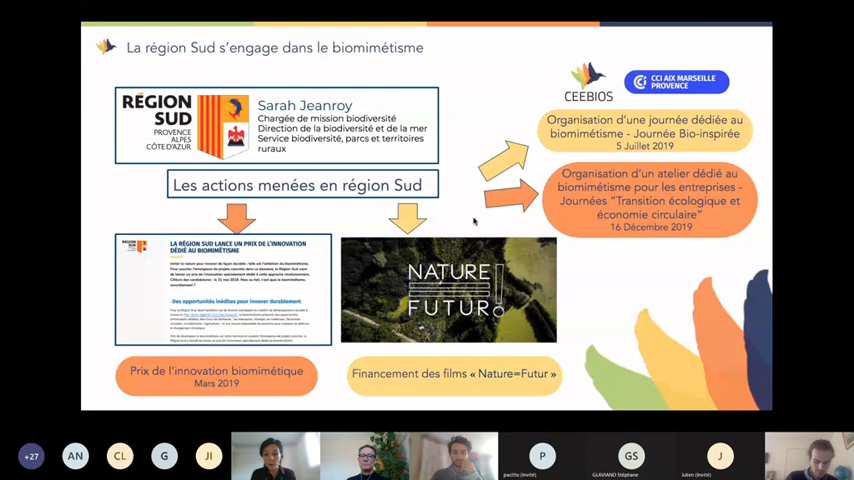 La région Sud s'engage dans le biomimétisme
RÉGION
SUD
PROVENCE
ALPES
CÔTE D'AZUR
Sarah Jeanroy
Chargée de mission biodiversité
Direction de la biodiversité et de la mer
Service biodiversité, parcs et territoires
ruraux
Les actions menées en région Sud
CEEBIOS
CCI AIX MARSEILLE
PROVENCE
Organisation d'une journée dédiée au
biomimétisme - Journée Bio-inspirée
5 Juillet 2019
Organisation d'un atelier dédié au
biomimétisme pour les entreprises -
Journées "Transition écologique et
économie circulaire"
16 Décembre 2019
LA RÉGION SUD LANCE UN PRIX DE L'INNOVATION
DÉDIÉ AU BIOMIMÉTISME
Des opportunités inédites pour innover durablement
NATURE
FUTUR!
Prix de l'innovation biomimétique
Mars 2019
Financement des films « Nature=Futur »
+27
AN
CL
G
JI
P
pacitto (Invité)
GS
GLAVIANO Stéphane
J
Julien (Invité)